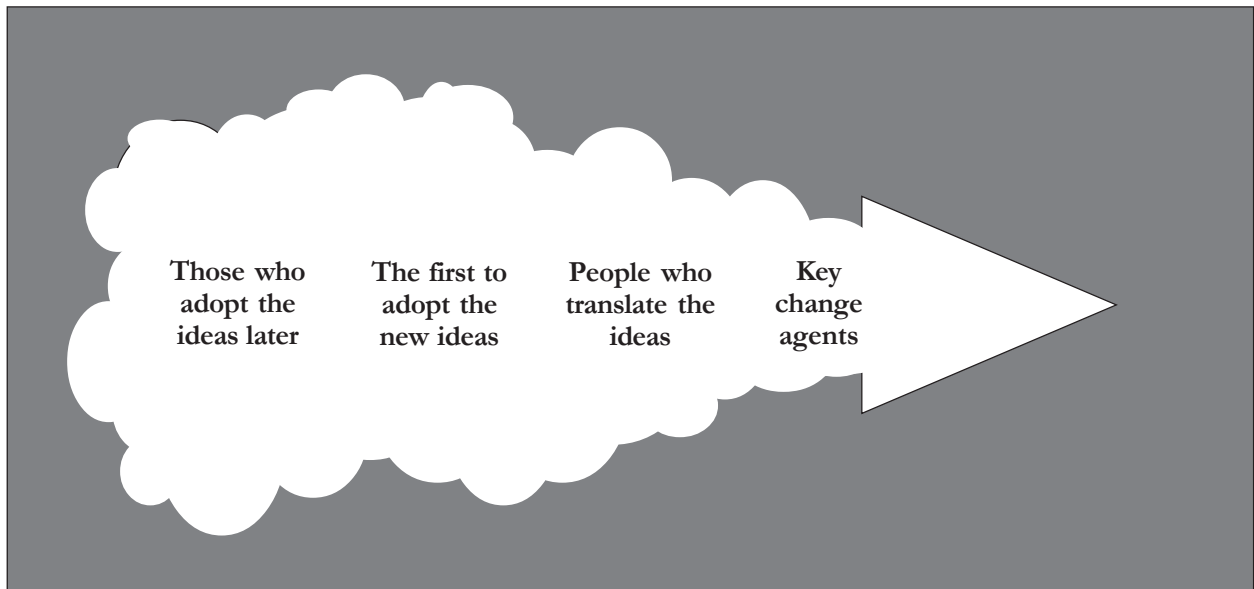 Those who
adopt the
ideas later
The first to
adopt the
new ideas
People who
translate the
ideas
Key
change
agents